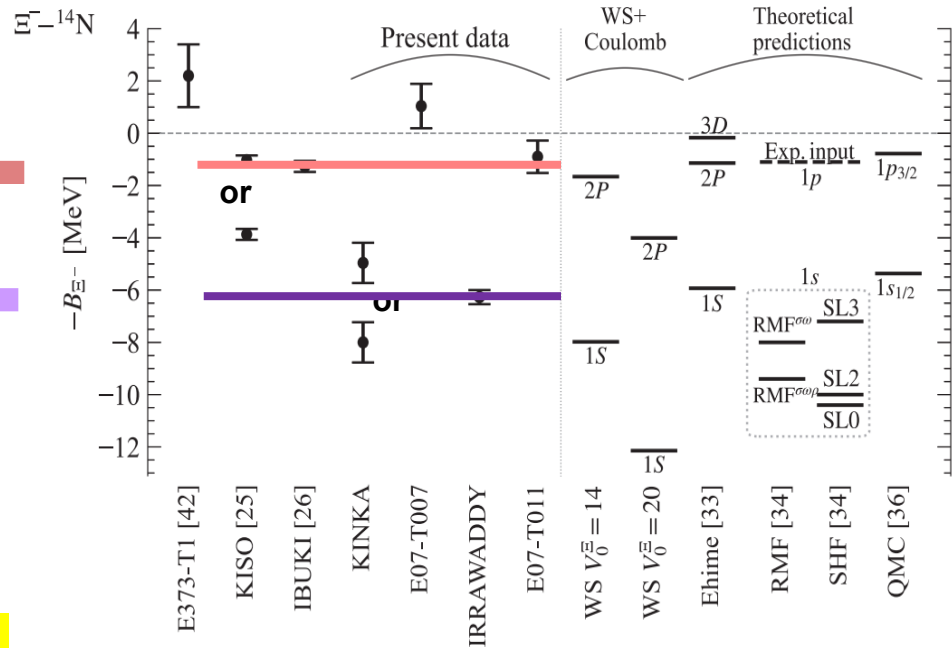 Ξ⁻–¹⁴N
Present data
WS+
Coulomb
Theoretical
predictions
4
2
0
−2
−4
−6
−8
−10
−12
−B_Ξ⁻ [MeV]
or
or
2P
1S
2P
1S
3D
2P
1S
Exp. input
1p
1s
RMF^σω
RMF^σωρ
SL3
SL2
SL0
1p3/2
1s1/2
E373-T1 [42]
KISO [25]
IBUKI [26]
KINKA
E07-T007
IRRAWADDY
E07-T011
WS V₀^Ξ = 14
WS V₀^Ξ = 20
Ehime [33]
RMF [34]
SHF [34]
QMC [36]